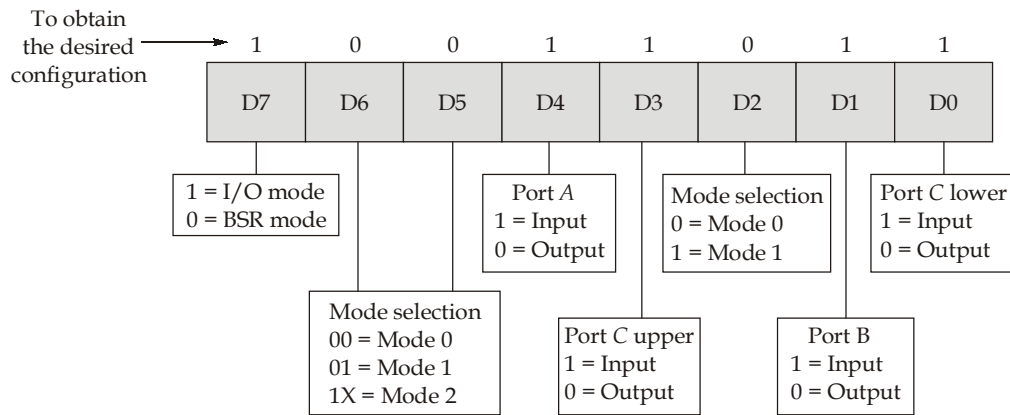 To obtain
the desired
configuration
1 0 0 1 1 0 1 1
D7 D6 D5 D4 D3 D2 D1 D0
1 = I/O mode
0 = BSR mode
Port A
1 = Input
0 = Output
Mode selection
0 = Mode 0
1 = Mode 1
Port C lower
1 = Input
0 = Output
Mode selection
00 = Mode 0
01 = Mode 1
1X = Mode 2
Port C upper
1 = Input
0 = Output
Port B
1 = Input
0 = Output